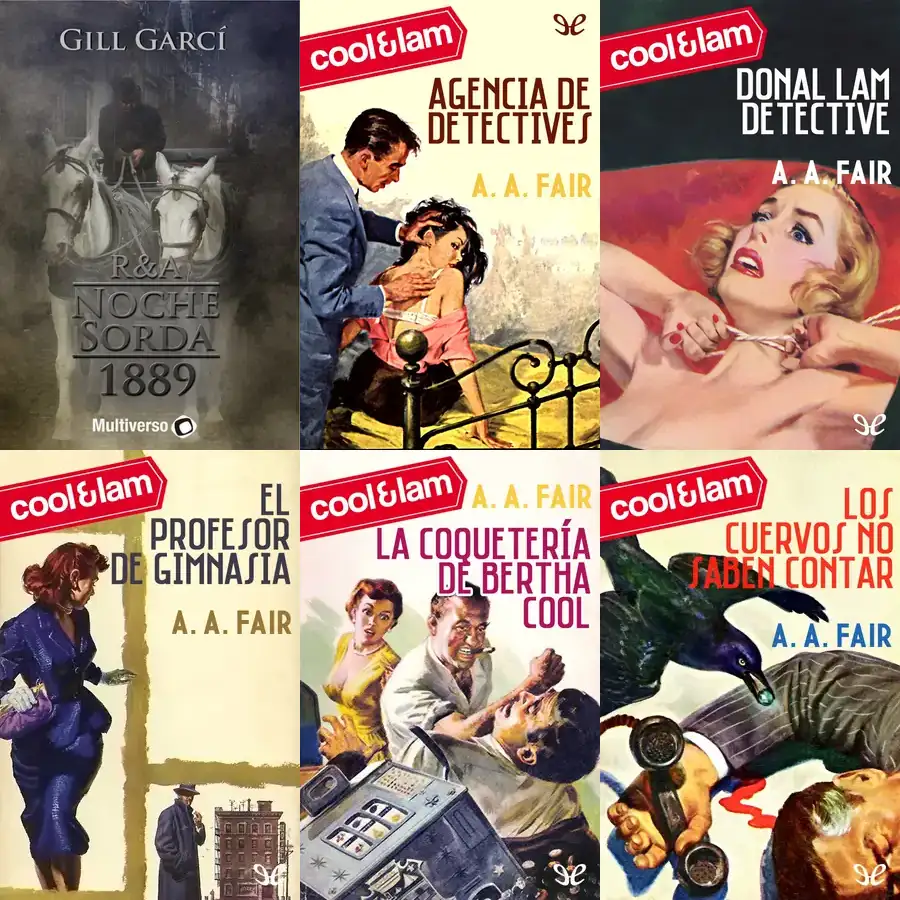 GILL GARCÍ
R&A
NOCHE
SORDA
1889
Multiverso
cool&lam
AGENCIA DE
DETECTIVES
A. A. FAIR
cool&lam
DONAL LAM
DETECTIVE
A. A. FAIR
cool&lam
EL
PROFESOR
DE GIMNASIA
A. A. FAIR
cool&lam
A. A. FAIR
LA COQUETERÍA
DE BERTHA
COOL
cool&lam
LOS
CUERVOS NO
SABEN CONTAR
A. A. FAIR